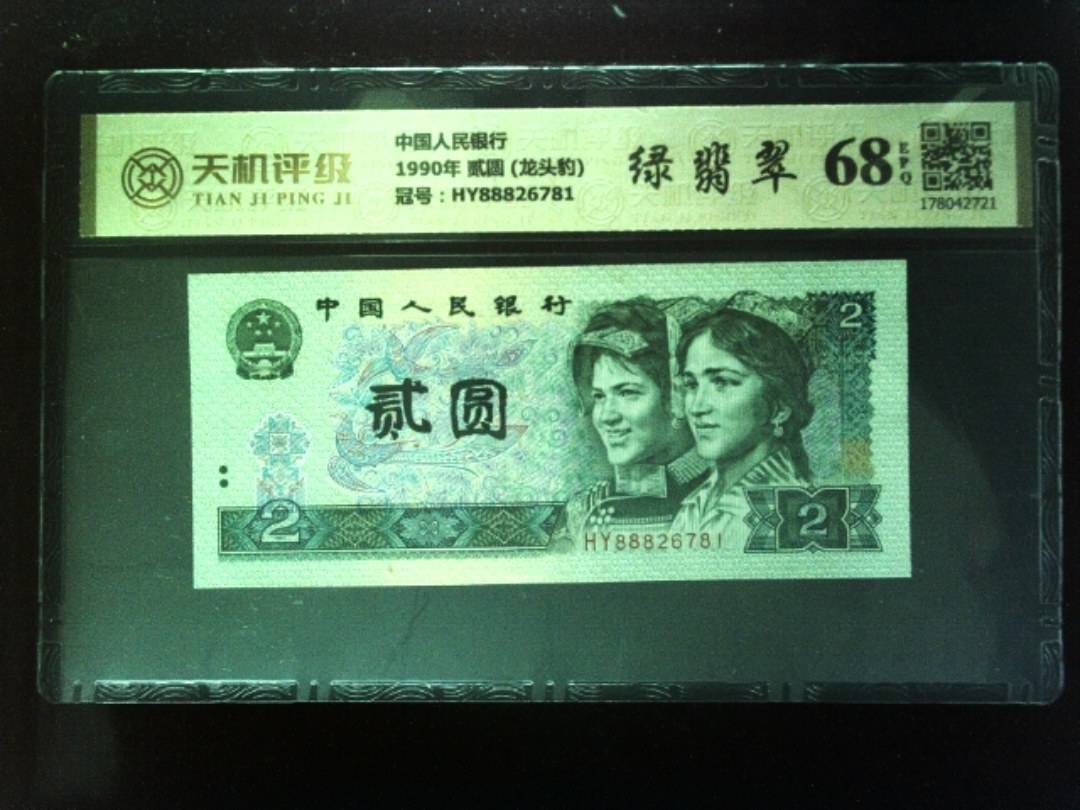 天机评级
TIAN JI PING JI
中国人民银行
1990年 贰圆 (龙头豹)
冠号：HY88826781
绿翡翠
68
EPQ
178042721
中国人民银行
2
贰圆
2
HY88826781
2